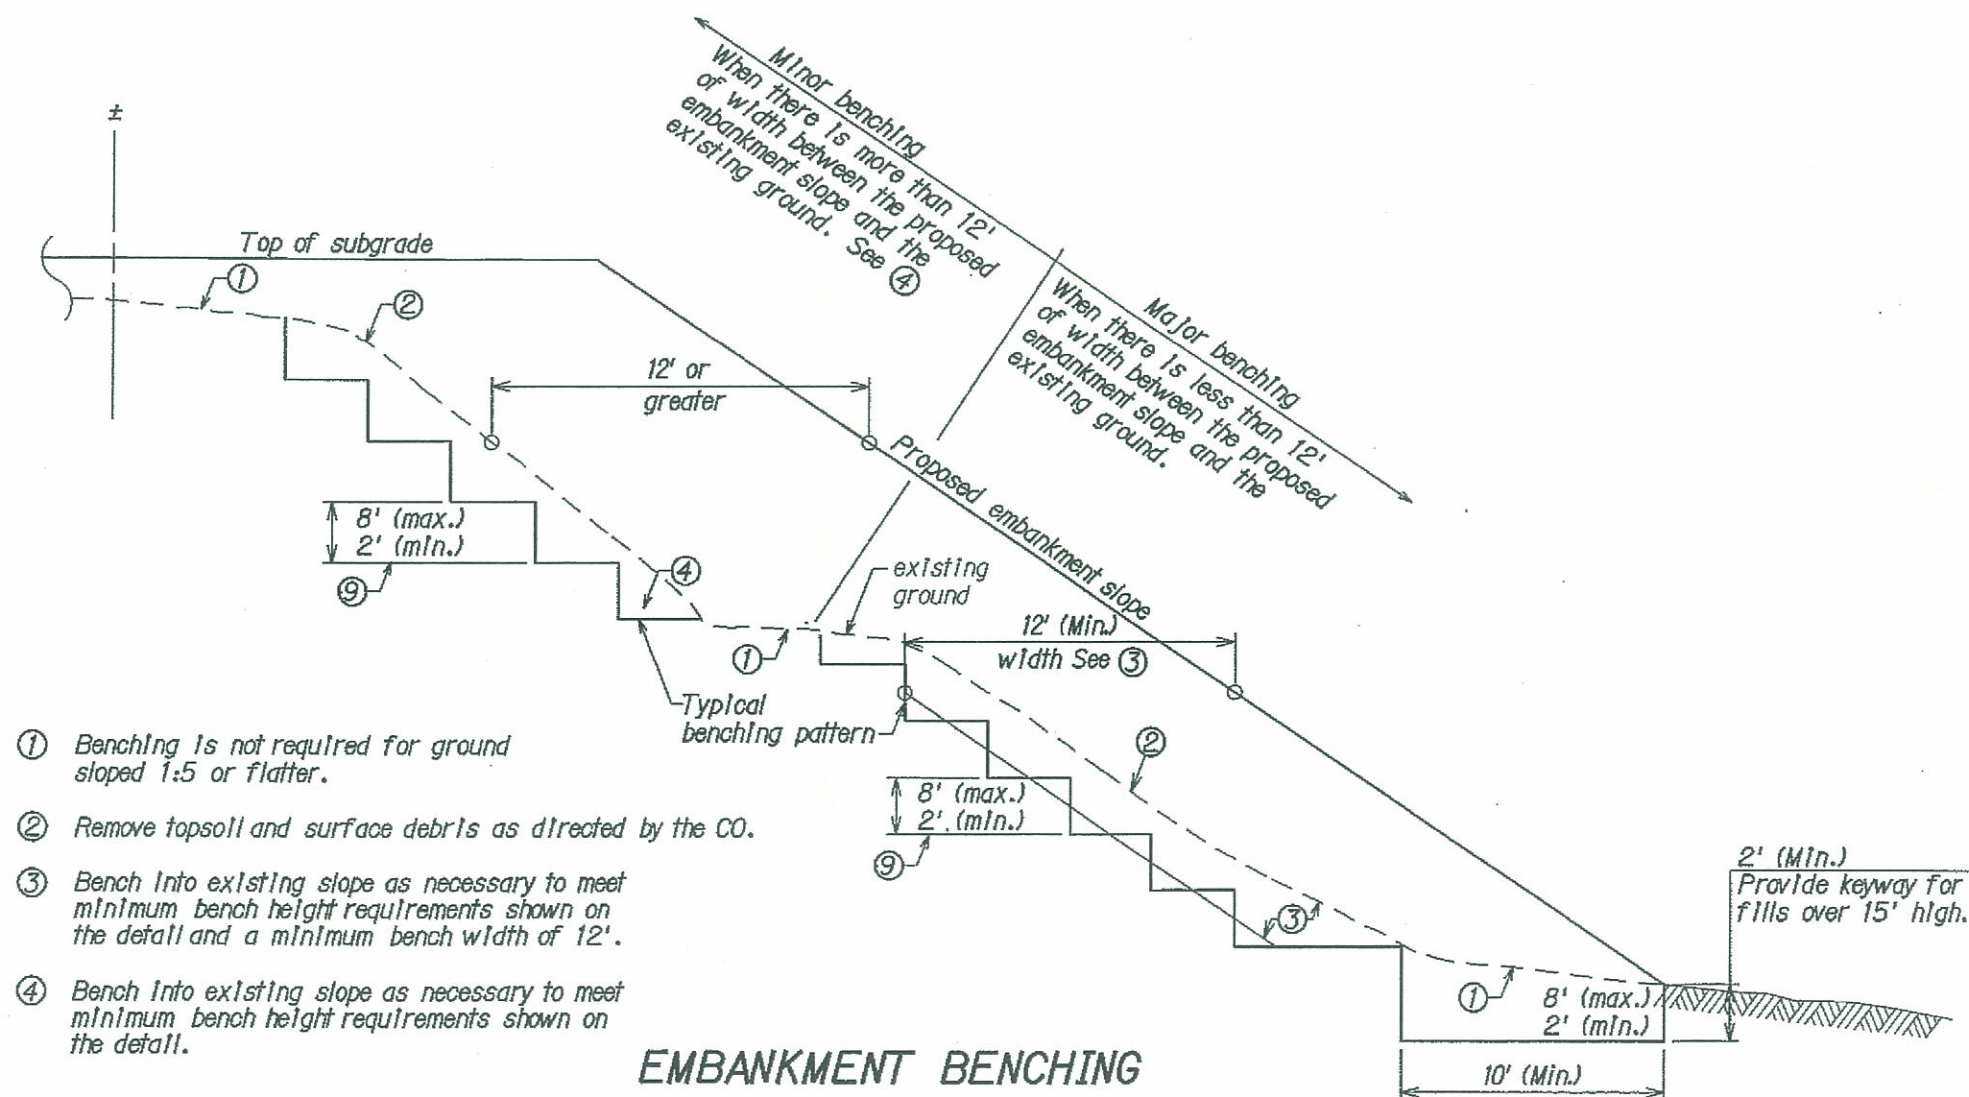 ±
Top of subgrade
①
②
Minor benching
When there is more than 12'
of width between the proposed
embankment slope and the
existing ground. See ④
Major benching
When there is less than 12'
of width between the proposed
embankment slope and the
existing ground.
12' or
greater
Proposed embankment slope
8' (max.)
2' (min.)
⑨
④
existing
ground
①
12' (Min.)
width See ③
Typical
benching pattern
②
8' (max.)
2'. (min.)
⑨
③
2' (Min.)
Provide keyway for
fills over 15' high.
①
8' (max.)
2' (min.)
10' (Min.)
① Benching is not required for ground
sloped 1:5 or flatter.
② Remove topsoil and surface debris as directed by the CO.
③ Bench into existing slope as necessary to meet
minimum bench height requirements shown on
the detail and a minimum bench width of 12'.
④ Bench into existing slope as necessary to meet
minimum bench height requirements shown on
the detail.
EMBANKMENT BENCHING